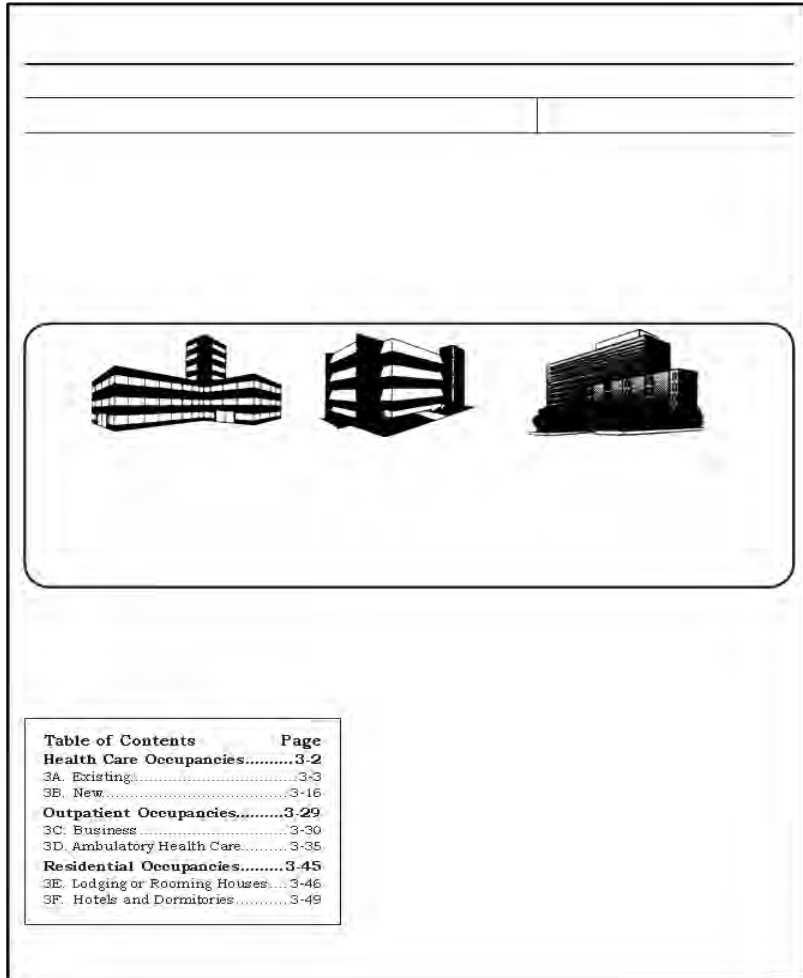 Table of Contents Page
Health Care Occupancies..........3-2
3A. Existing..................................3-3
3B. New......................................3-16
Outpatient Occupancies.........3-29
3C. Business...............................3-30
3D. Ambulatory Health Care..........3-35
Residential Occupancies.........3-45
3E. Lodging or Rooming Houses....3-46
3F. Hotels and Dormitories...........3-49